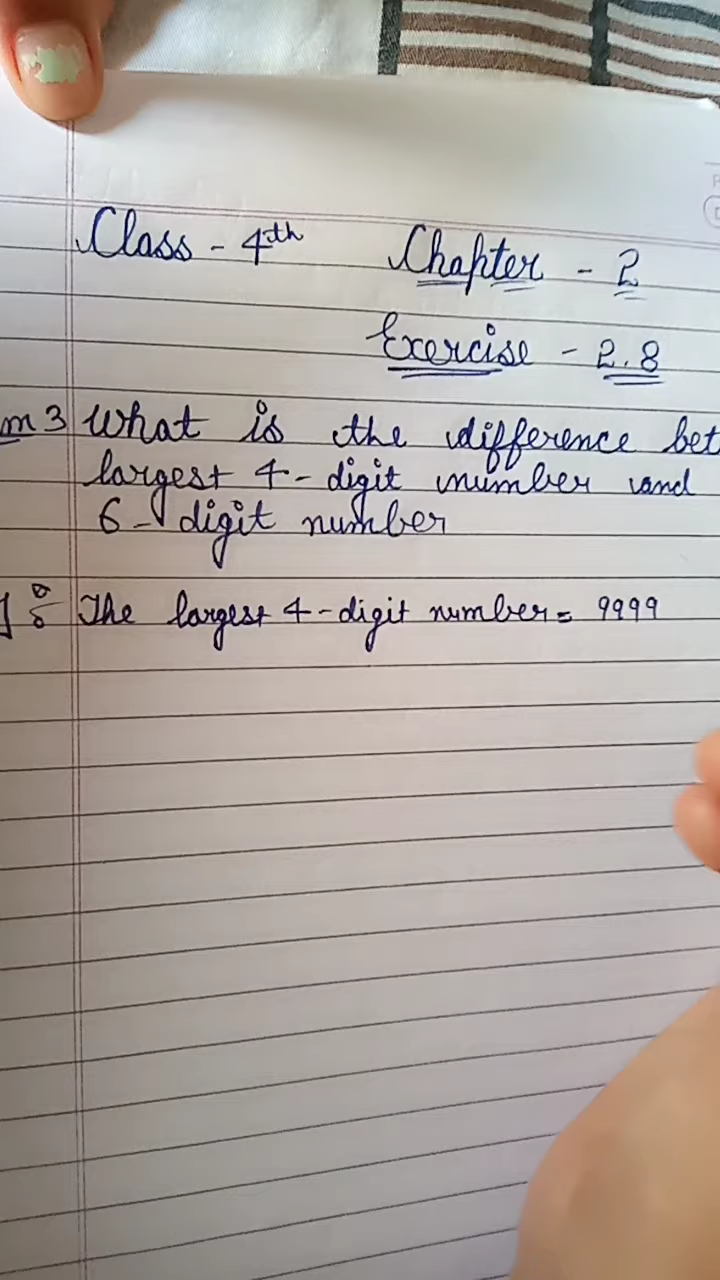 Class - 4th Chapter - 2
Exercise - 2.8
m 3 What is the difference bet
largest 4-digit number and
6-digit number
The largest 4-digit number = 9999